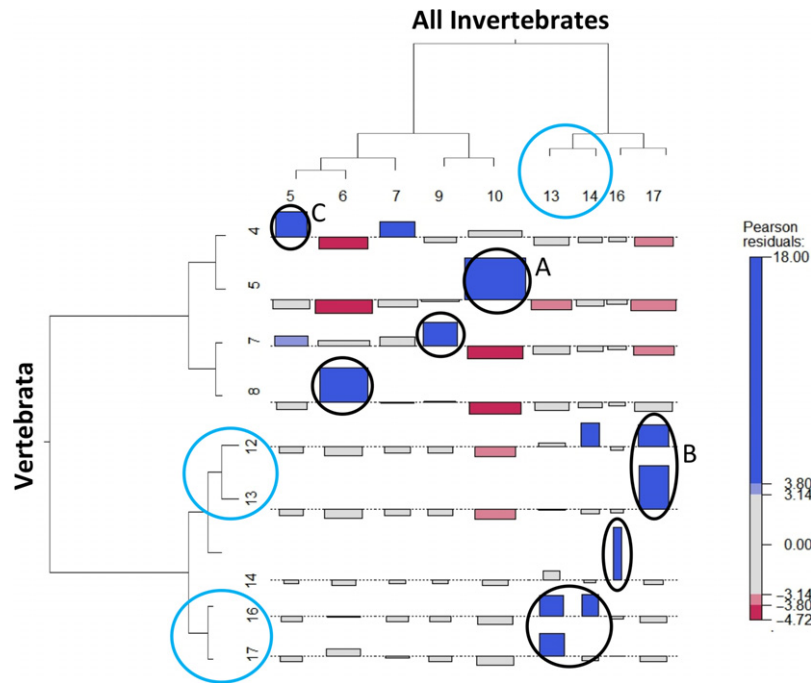 All Invertebrates
5 6 7 9 10 13 14 16 17
Pearson
residuals:
18.00
3.80
3.14
0.00
−3.14
−3.80
−4.72
Vertebrata
4
5
7
8
12
13
14
16
17
C
A
B